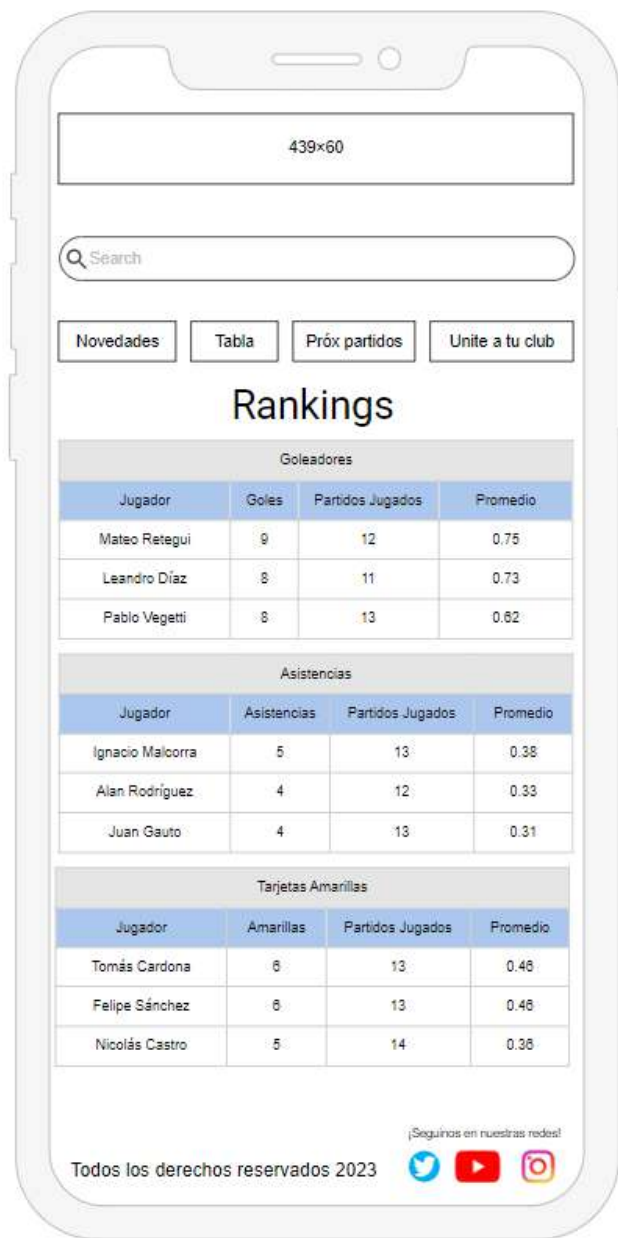 439×60
Search
Novedades Tabla Próx partidos Unite a tu club
Rankings
Goleadores
Jugador Goles Partidos Jugados Promedio
Mateo Retegui 9 12 0.75
Leandro Díaz 8 11 0.73
Pablo Vegetti 8 13 0.62
Asistencias
Jugador Asistencias Partidos Jugados Promedio
Ignacio Malcorra 5 13 0.38
Alan Rodríguez 4 12 0.33
Juan Gauto 4 13 0.31
Tarjetas Amarillas
Jugador Amarillas Partidos Jugados Promedio
Tomás Cardona 6 13 0.46
Felipe Sánchez 6 13 0.46
Nicolás Castro 5 14 0.36
¡Seguinos en nuestras redes!
Todos los derechos reservados 2023